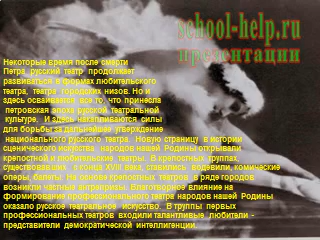 school-help.ru
презентации
Некоторые время после смерти
Петра русский театр продолжает
развиваться в формах любительского
театра, театра городских низов. Но и
здесь осваивается все то, что принесла
петровская эпоха русской театральной
культуре. И здесь накапливаются силы
для борьбы за дальнейшее утверждение
национального русского театра. Новую страницу в истории
сценического искусства народов нашей Родины открывали
крепостной и любительские театры. В крепостных труппах,
существовавших с конца XVIII века, ставились водевили, комические
оперы, балеты. На основе крепостных театров в ряде городов
возникли частные антрепризы. Благотворное влияние на
формирование профессионального театра народов нашей Родины
оказало русское театральное искусство. В труппы первых
профессиональных театров входили талантливые любители -
представители демократической интеллигенции.